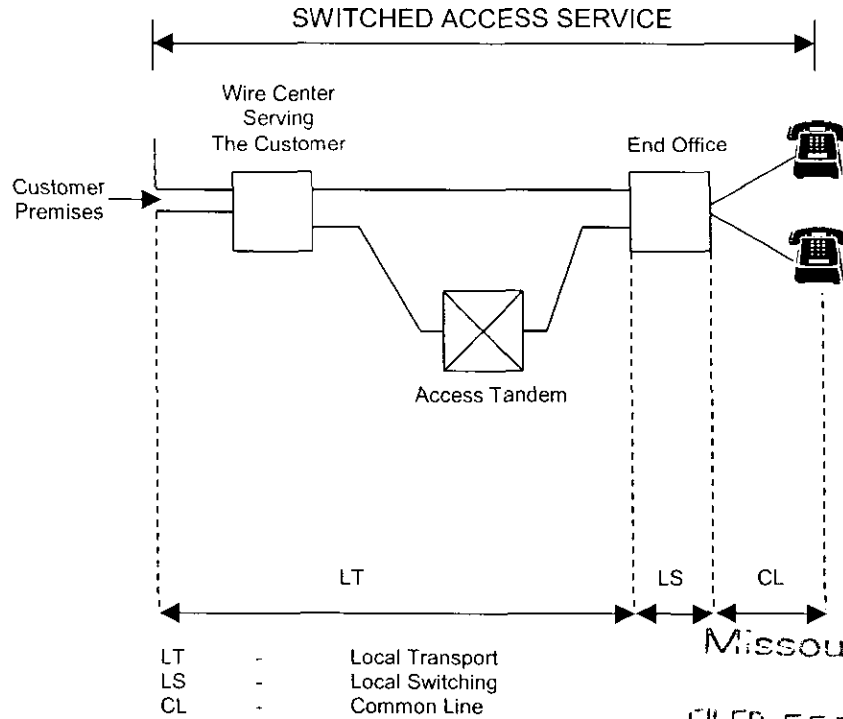 SWITCHED ACCESS SERVICE
Wire Center
Serving
The Customer
End Office
Customer
Premises
Access Tandem
LT
LS
CL
LT - Local Transport
LS - Local Switching
CL - Common Line